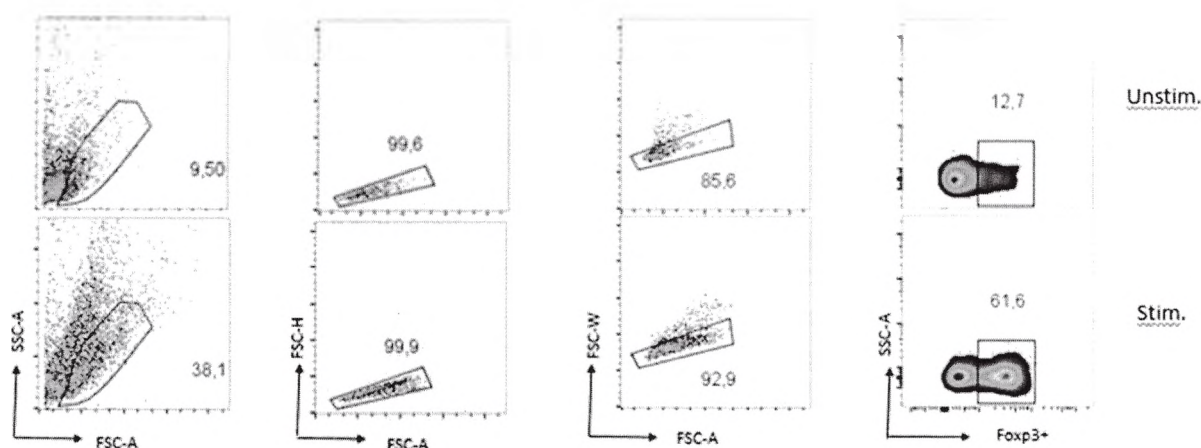 9,50
99,6
85,6
12,7
Unstim.
SSC-A
38,1
FSC-A
FSC-H
99,9
FSC-A
FSC-W
92,9
FSC-A
SSC-A
61,6
Foxp3+
Stim.